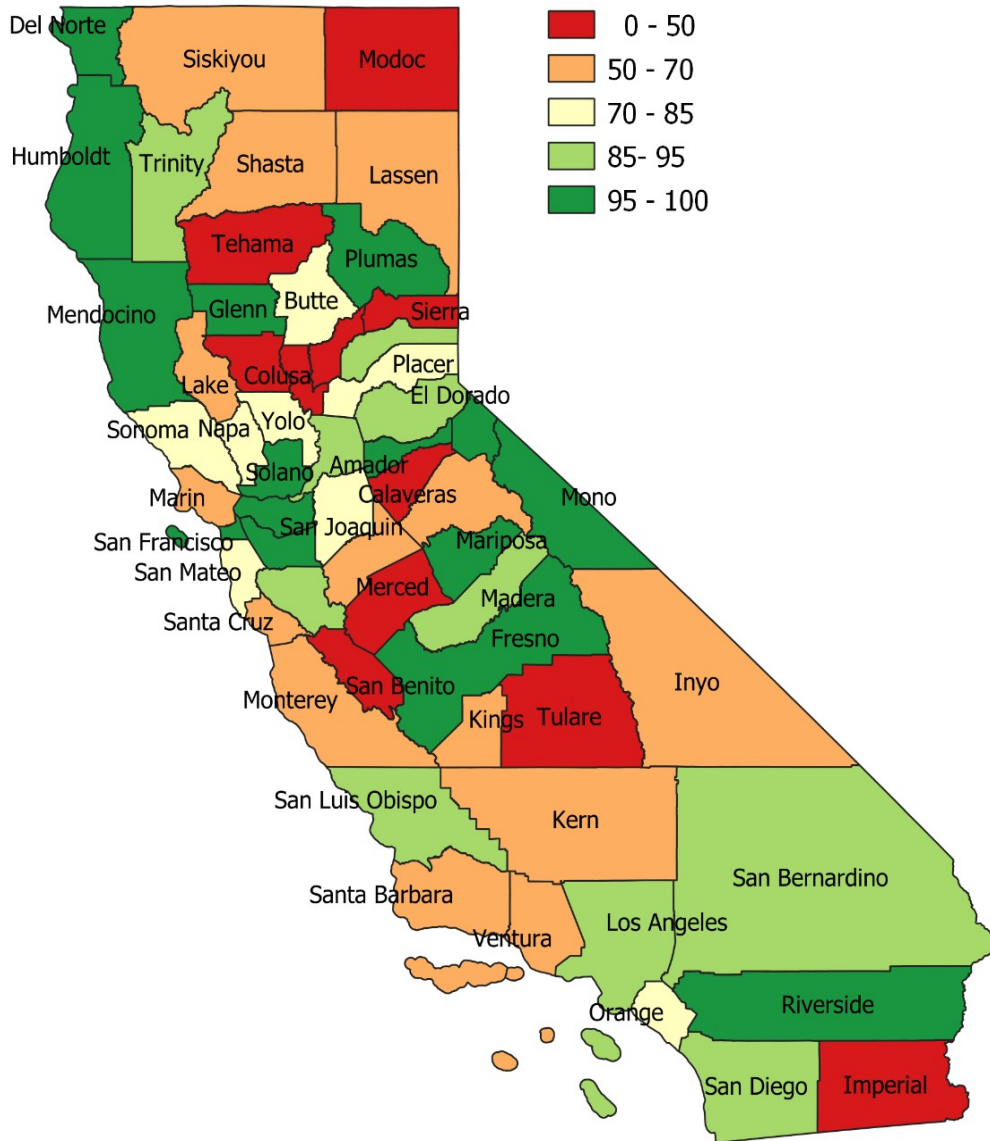 Del Norte
Siskiyou
Modoc
0 - 50
50 - 70
70 - 85
85- 95
95 - 100
Humboldt
Trinity
Shasta
Lassen
Tehama
Plumas
Mendocino
Glenn
Butte
Sierra
Colusa
Placer
Lake
El Dorado
Sonoma
Napa
Yolo
Solano
Amador
Marin
Calaveras
Mono
San Francisco
San Joaquin
Mariposa
San Mateo
Merced
Madera
Santa Cruz
Fresno
Monterey
San Benito
Kings
Tulare
Inyo
San Luis Obispo
Kern
Santa Barbara
San Bernardino
Ventura
Los Angeles
Orange
Riverside
San Diego
Imperial